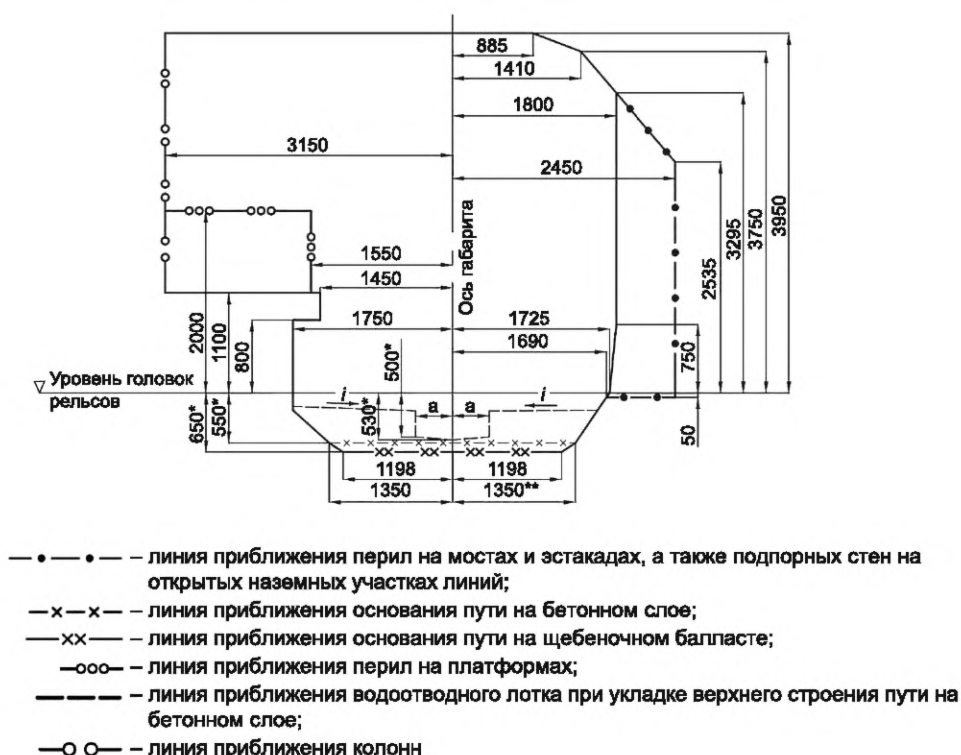 885
1410
1800
3150
2450
1550
Ось габарита
1450
1750
1725
1690
2000
1100
800
500*
530*
650*
550*
750
50
2535
3295
3750
3950
Уровень головок
рельсов
i
a
a
i
1198
1198
1350
1350**
– линия приближения перил на мостах и эстакадах, а также подпорных стен на
открытых наземных участках линий;
– линия приближения основания пути на бетонном слое;
– линия приближения основания пути на щебеночном балласте;
– линия приближения перил на платформах;
– линия приближения водоотводного лотка при укладке верхнего строения пути на
бетонном слое;
– линия приближения колонн